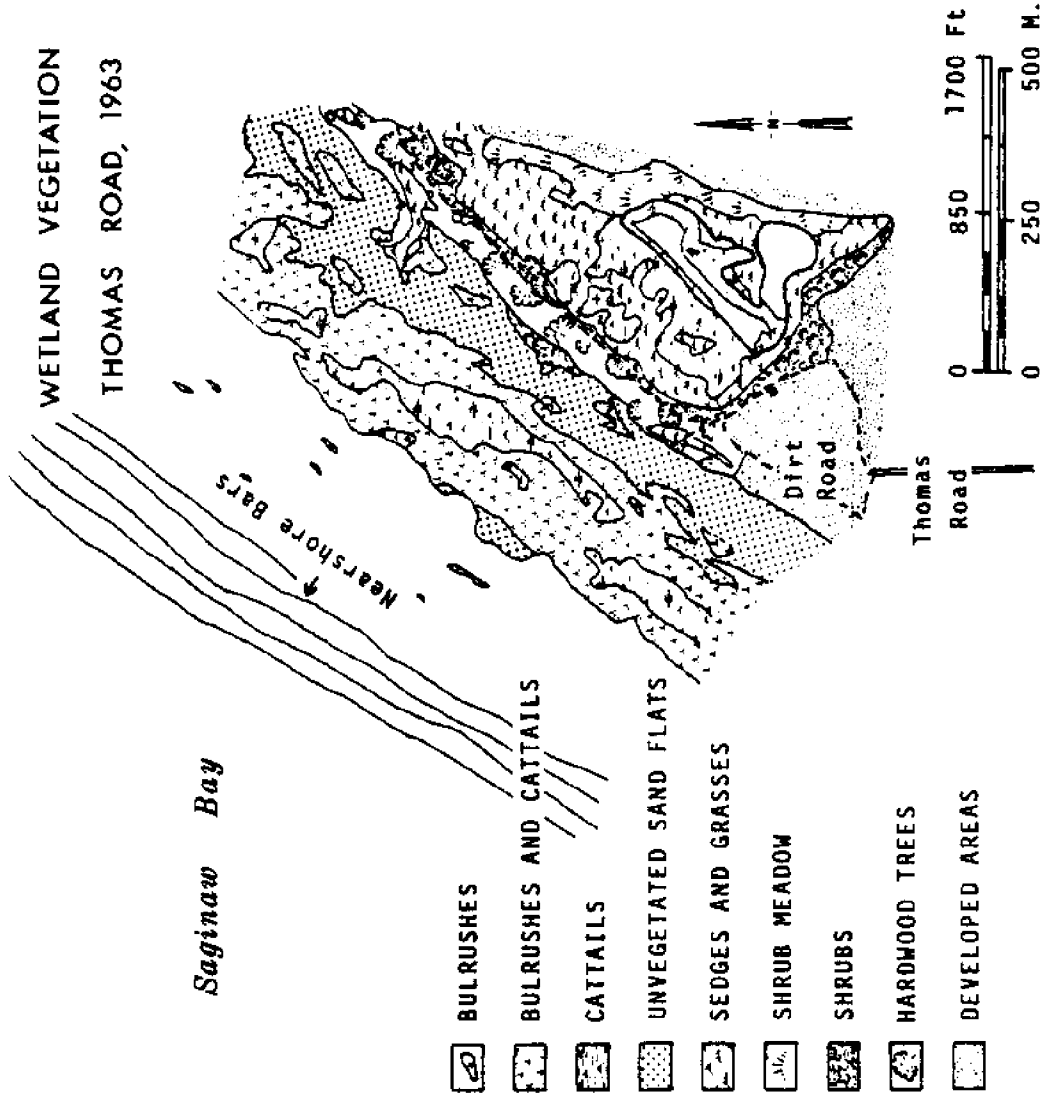 WETLAND VEGETATION
THOMAS ROAD, 1963
Saginaw Bay
Nearshore Bars
N
Dirt
Road
Thomas
Road
0 850 1700 Ft
0 250 500 M.
BULRUSHES
BULRUSHES AND CATTAILS
CATTAILS
UNVEGETATED SAND FLATS
SEDGES AND GRASSES
SHRUB MEADOW
SHRUBS
HARDWOOD TREES
DEVELOPED AREAS